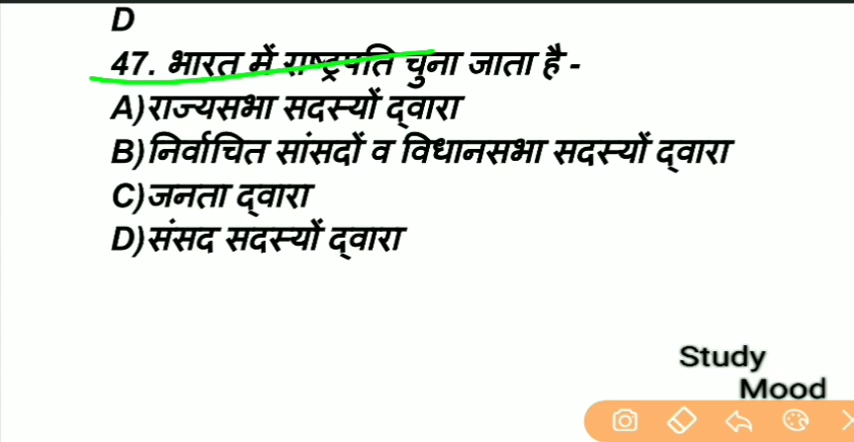 D
47. भारत में राष्ट्रपति चुना जाता है -
A)राज्यसभा सदस्यों द्वारा
B)निर्वाचित सांसदों व विधानसभा सदस्यों द्वारा
C)जनता द्वारा
D)संसद सदस्यों द्वारा
Study
Mood